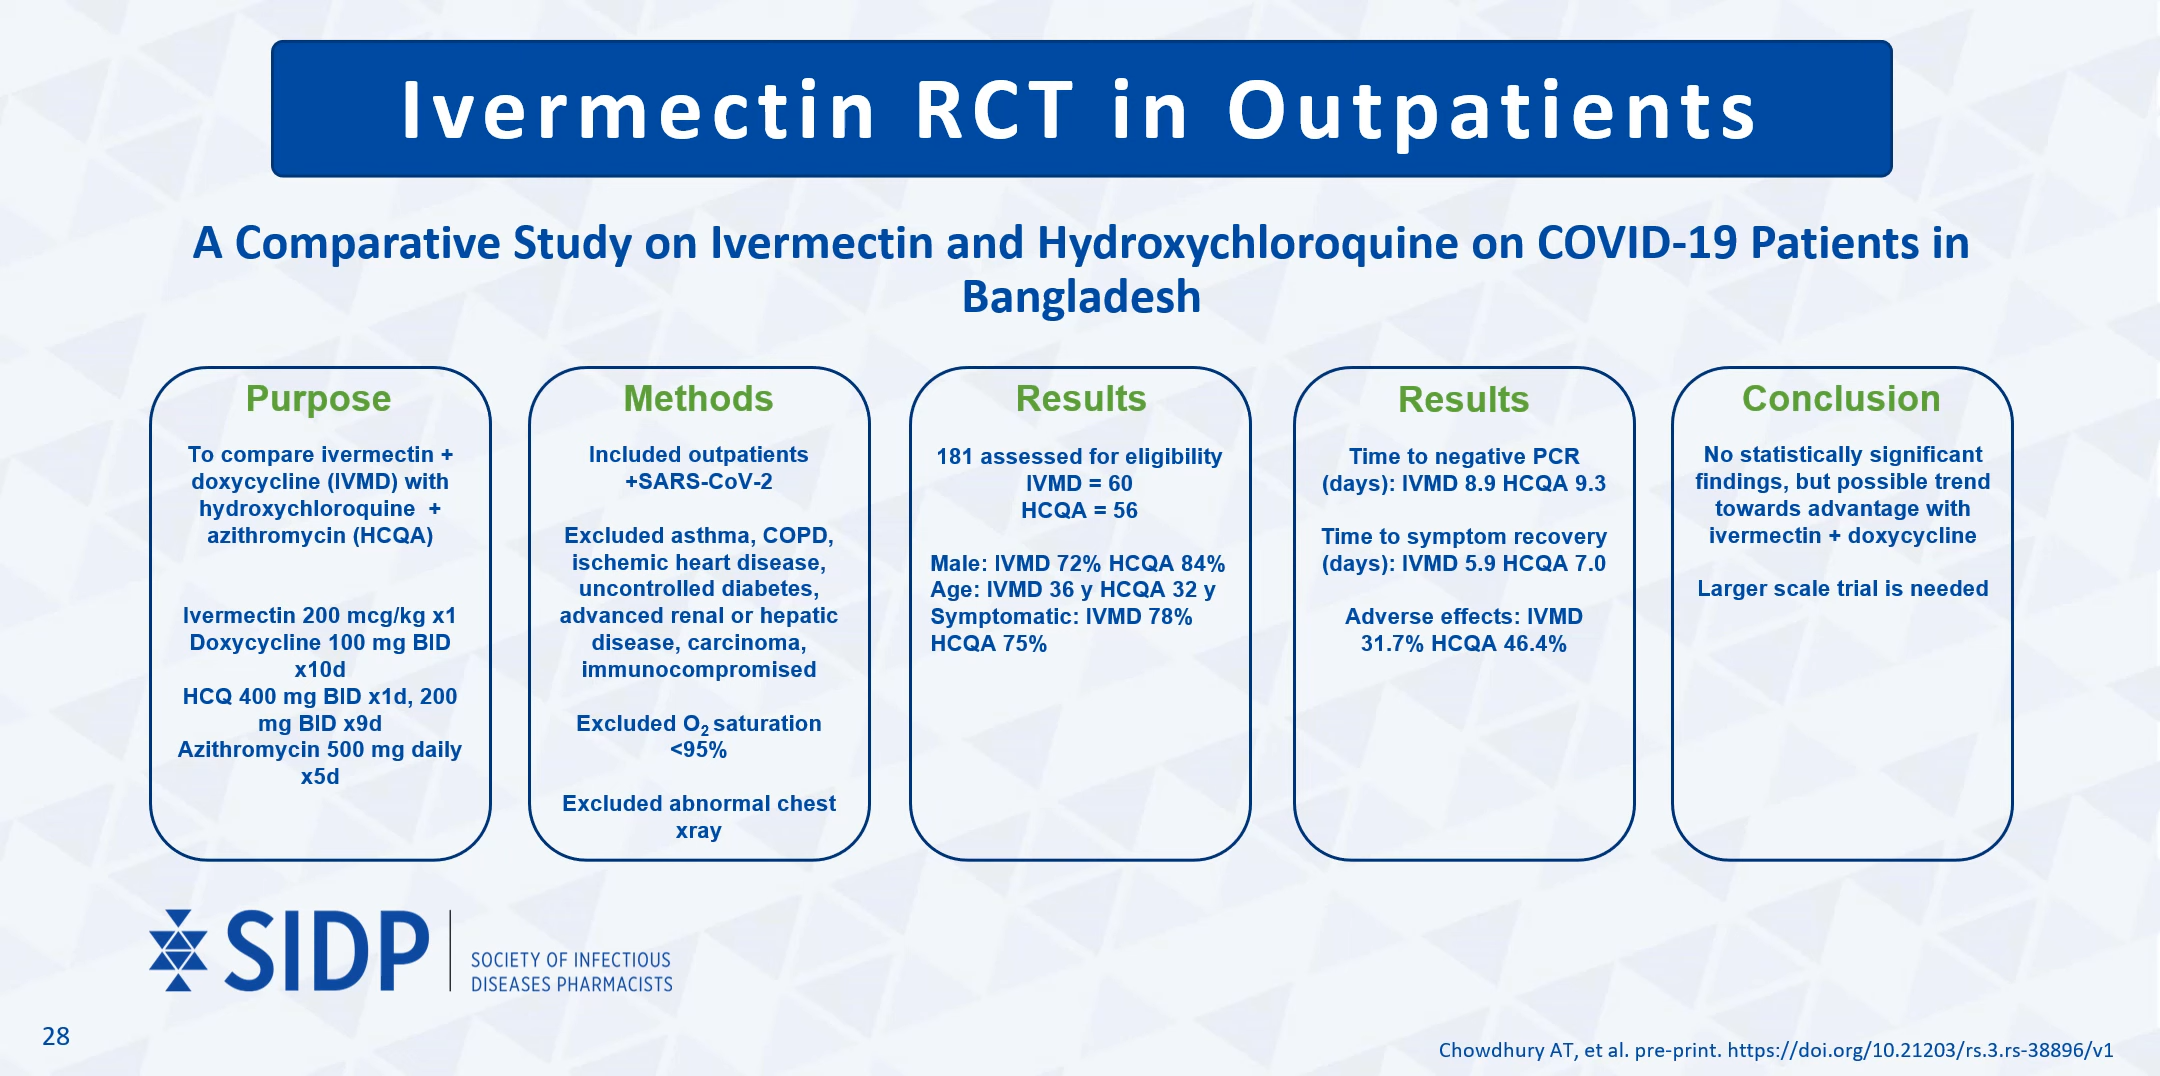 Ivermectin RCT in Outpatients
A Comparative Study on Ivermectin and Hydroxychloroquine on COVID-19 Patients in
Bangladesh
Purpose
To compare ivermectin +
doxycycline (IVMD) with
hydroxychloroquine +
azithromycin (HCQA)
Ivermectin 200 mcg/kg x1
Doxycycline 100 mg BID
x10d
HCQ 400 mg BID x1d, 200
mg BID x9d
Azithromycin 500 mg daily
x5d
Methods
Included outpatients
+SARS-CoV-2
Excluded asthma, COPD,
ischemic heart disease,
uncontrolled diabetes,
advanced renal or hepatic
disease, carcinoma,
immunocompromised
Excluded O₂ saturation
<95%
Excluded abnormal chest
xray
Results
181 assessed for eligibility
IVMD = 60
HCQA = 56
Male: IVMD 72% HCQA 84%
Age: IVMD 36 y HCQA 32 y
Symptomatic: IVMD 78%
HCQA 75%
Results
Time to negative PCR
(days): IVMD 8.9 HCQA 9.3
Time to symptom recovery
(days): IVMD 5.9 HCQA 7.0
Adverse effects: IVMD
31.7% HCQA 46.4%
Conclusion
No statistically significant
findings, but possible trend
towards advantage with
ivermectin + doxycycline
Larger scale trial is needed
SIDP
SOCIETY OF INFECTIOUS
DISEASES PHARMACISTS
28
Chowdhury AT, et al. pre-print. https://doi.org/10.21203/rs.3.rs-38896/v1